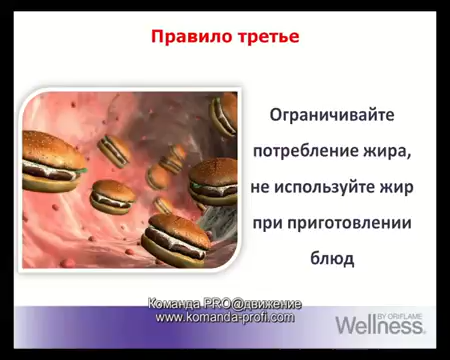 Правило третье
Ограничивайте
потребление жира,
не используйте жир
при приготовлении
блюд
Команда PRO@движение
www.komanda-profi.com
BY ORIFLAME
Wellness.